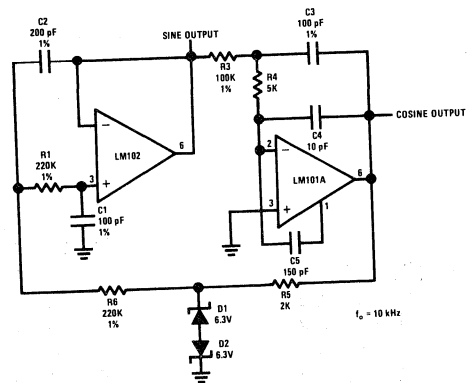 C2
200 pF
1%
SINE OUTPUT
C3
100 pF
1%
R3
100K
1%
R4
5K
COSINE OUTPUT
C4
10 pF
−
LM102
6
2
−
LM101A
6
R1
220K
1%
3
+
C1
100 pF
1%
3
+
1
C5
150 pF
R6
220K
1%
R5
2K
D1
6.3V
D2
6.3V
fo = 10 kHz